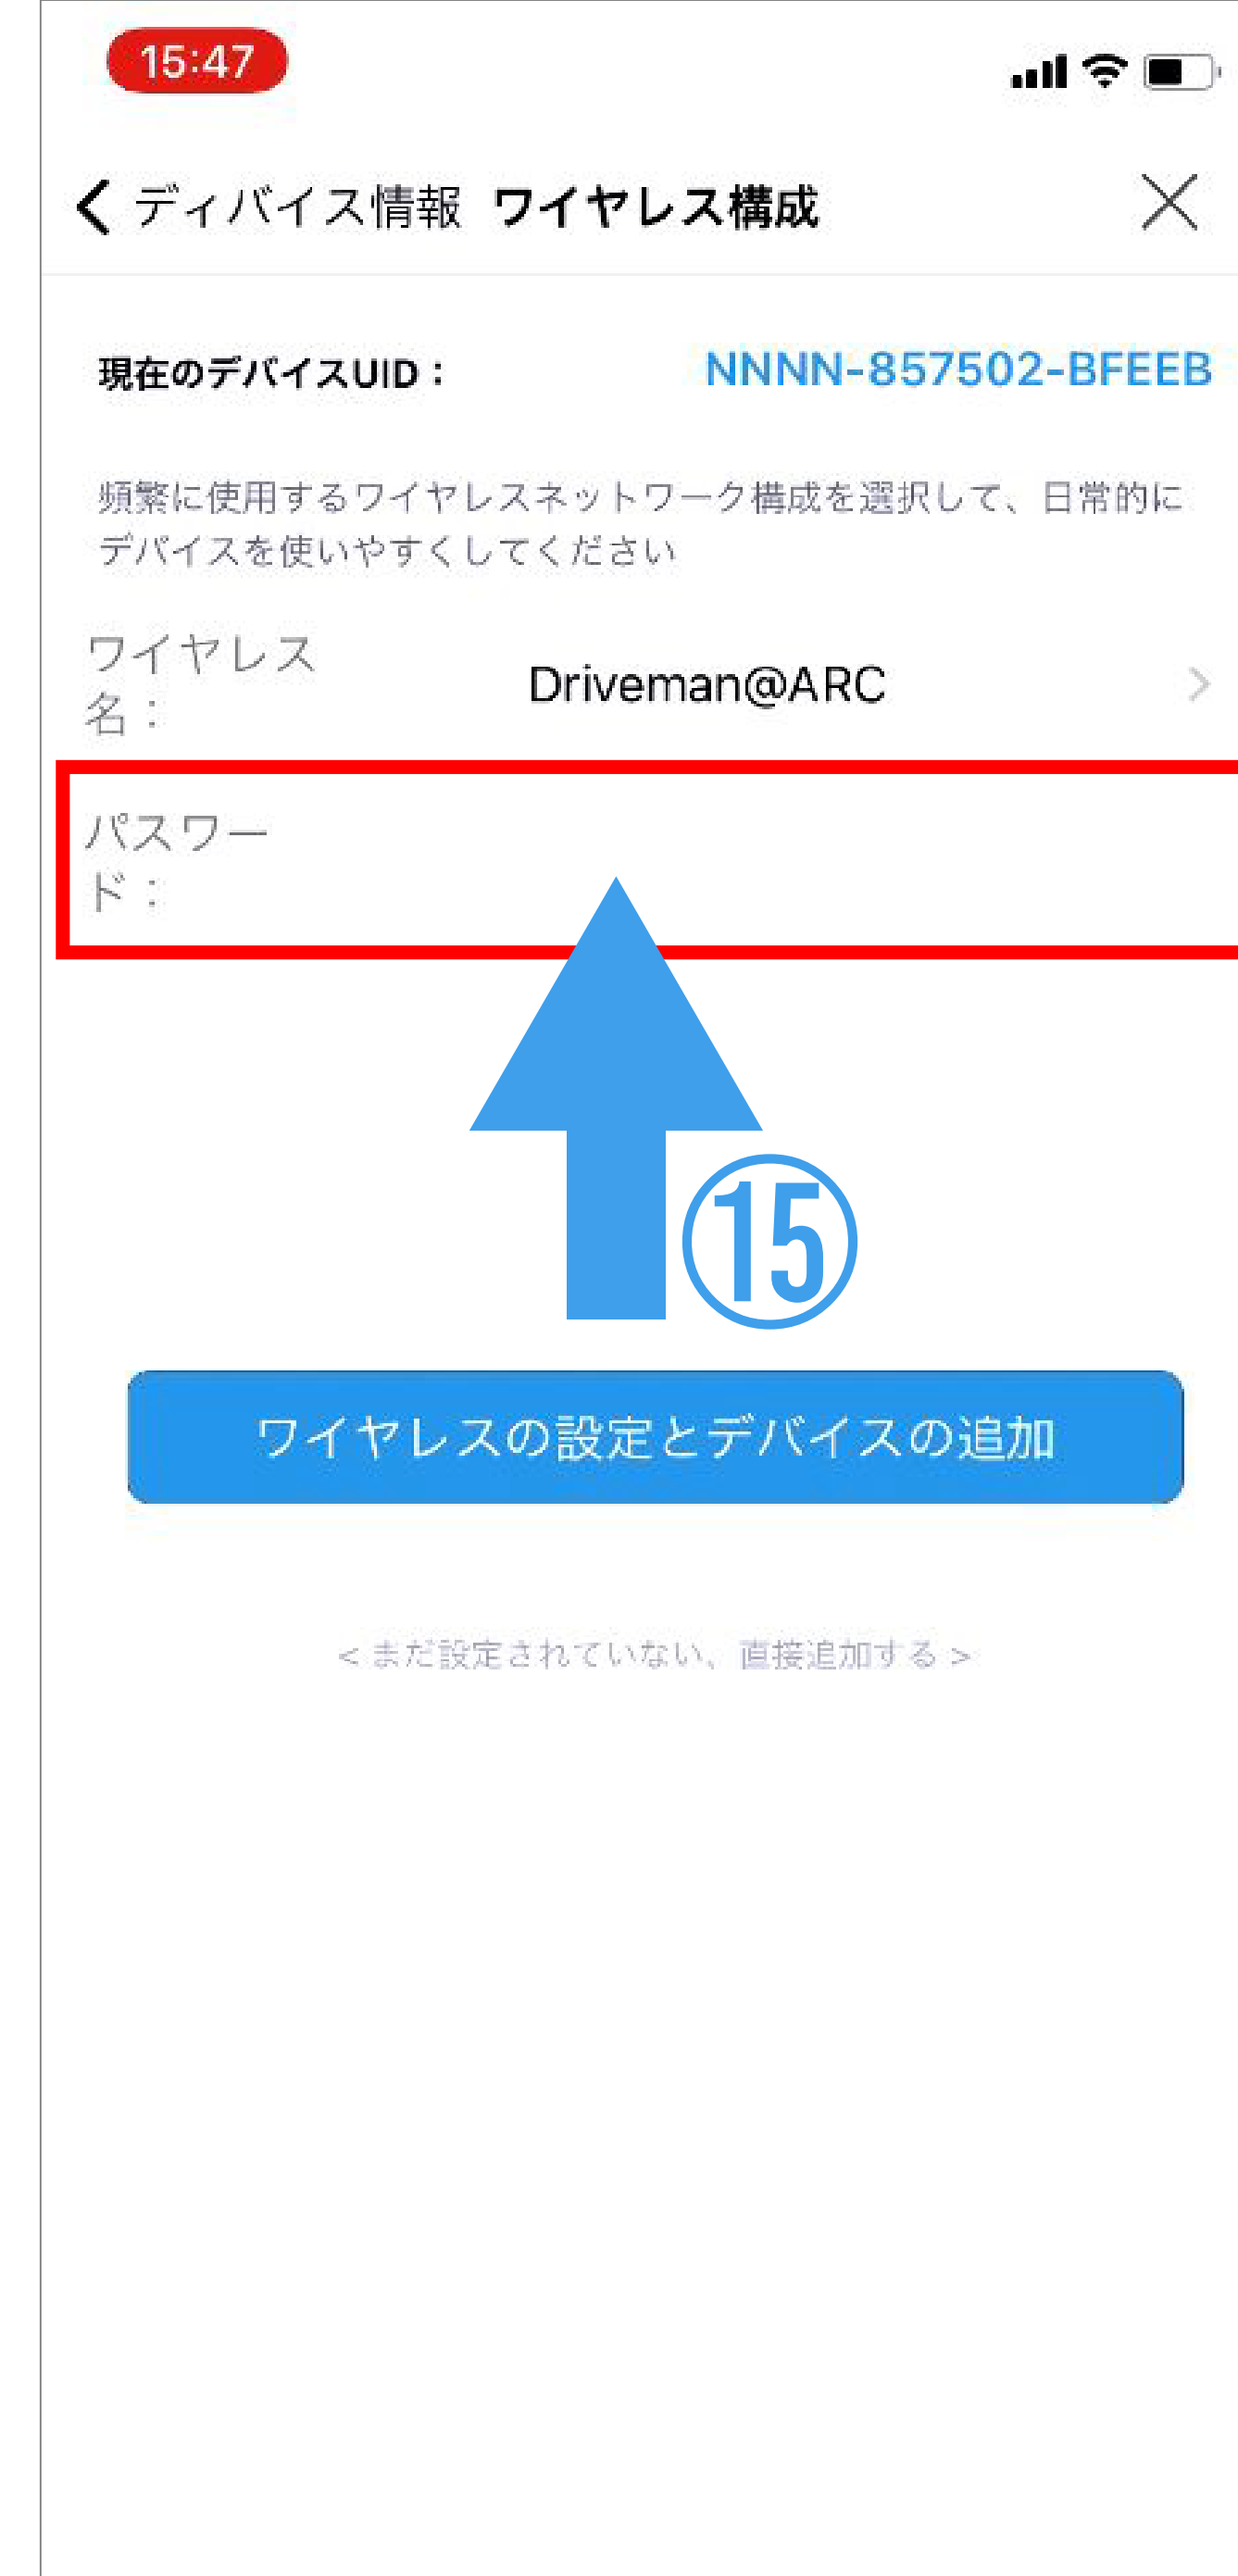 15:47
ディバイス情報 ワイヤレス構成
現在のデバイスUID： NNNN-857502-BFEEB
頻繁に使用するワイヤレスネットワーク構成を選択して、日常的に
デバイスを使いやすくしてください
ワイヤレス
名： Driveman@ARC
パスワー
ド：
⑮
ワイヤレスの設定とデバイスの追加
< まだ設定されていない、直接追加する >